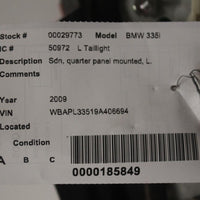 Stock # 00029773 Model BMW 335i
IC # 50972 L Taillight
Description Sdn, quarter panel mounted, L.
Comments
Year 2009
VIN WBAPL33519A406694
Located
Condition
A B C
0000185849